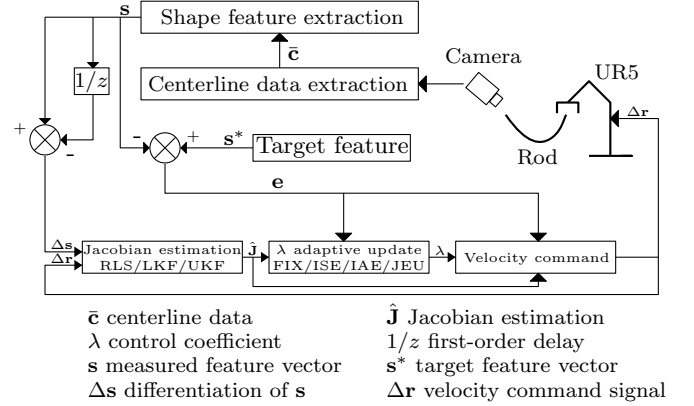 s
Shape feature extraction
c̄
1/z
Centerline data extraction
Camera
UR5
Δr
Rod
+
-
-
+
s*
Target feature
e
Δs
Δr
Jacobian estimation
RLS/LKF/UKF
Ĵ
λ adaptive update
FIX/ISE/IAE/JEU
λ
Velocity command
c̄ centerline data
Ĵ Jacobian estimation
λ control coefficient
1/z first-order delay
s measured feature vector
s* target feature vector
Δs differentiation of s
Δr velocity command signal